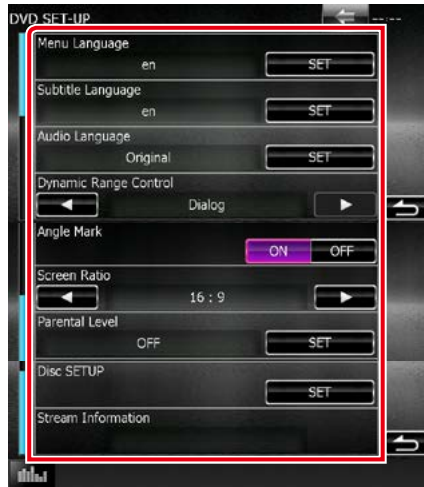 DVD SET-UP
--:--
Menu Language
en SET
Subtitle Language
en SET
Audio Language
Original SET
Dynamic Range Control
Dialog
Angle Mark
ON OFF
Screen Ratio
16 : 9
Parental Level
OFF SET
Disc SETUP
SET
Stream Information